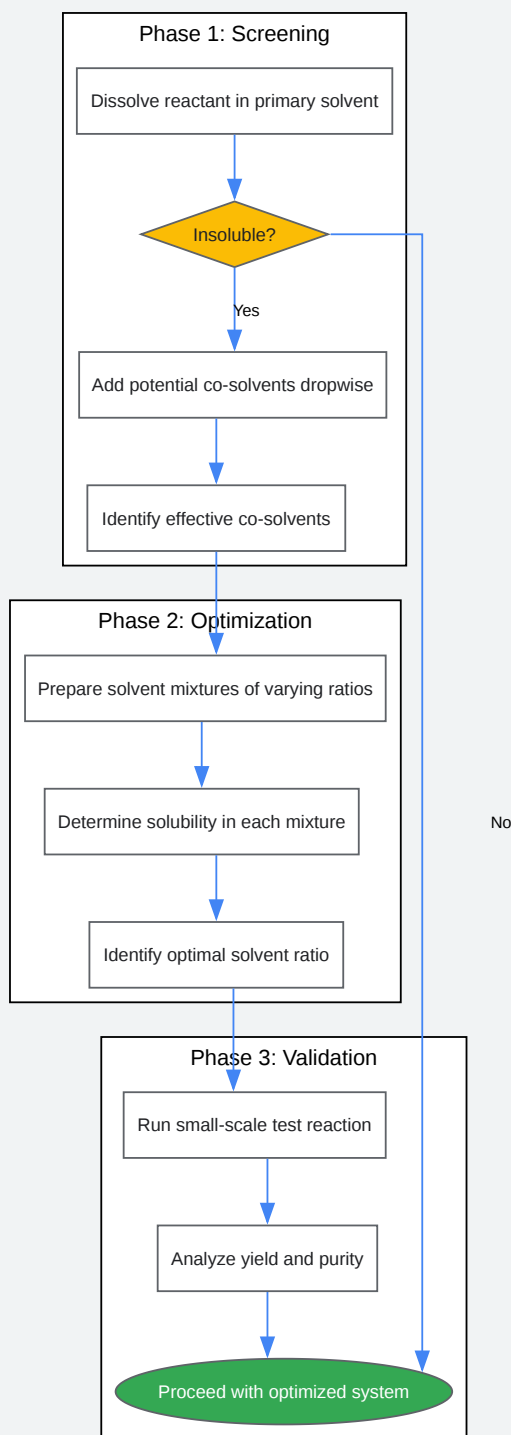 Phase 1: Screening
Dissolve reactant in primary solvent
Insoluble?
Yes
Add potential co-solvents dropwise
Identify effective co-solvents
Phase 2: Optimization
Prepare solvent mixtures of varying ratios
Determine solubility in each mixture
No
Identify optimal solvent ratio
Phase 3: Validation
Run small-scale test reaction
Analyze yield and purity
Proceed with optimized system